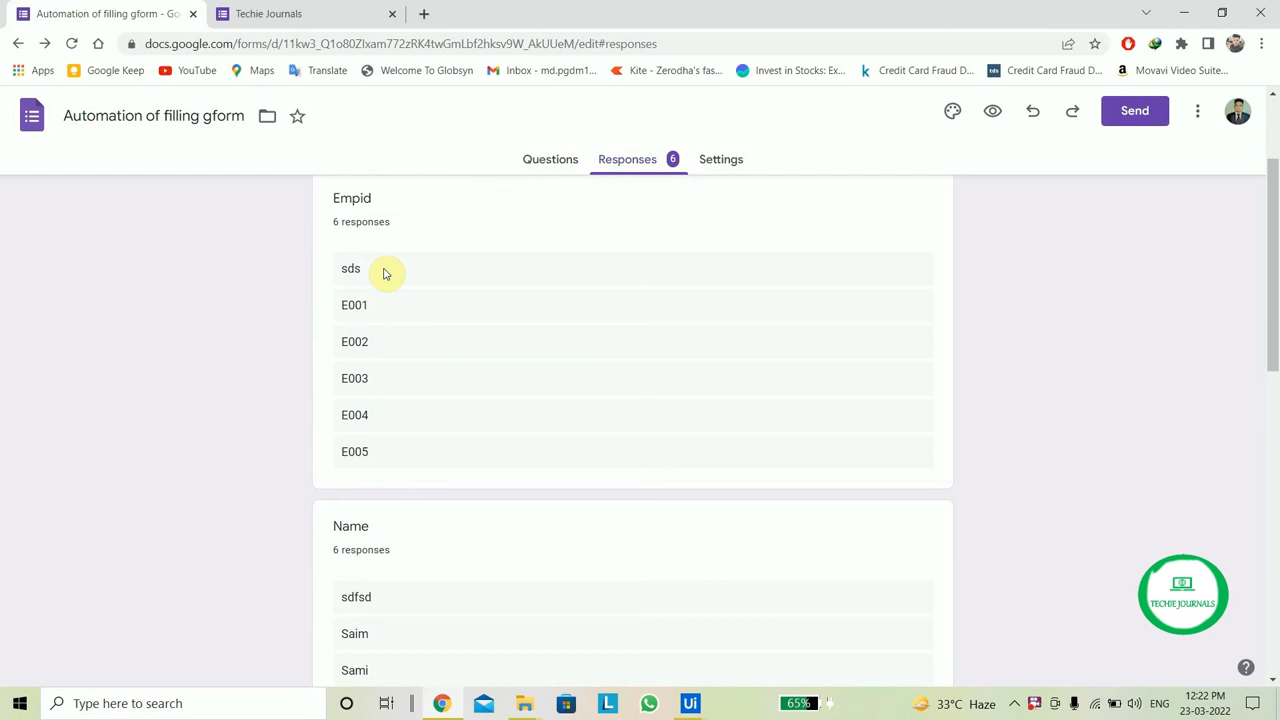 Automation of filling gform - Go
Techie Journals
docs.google.com/forms/d/11kw3_Q1o80ZIxam772zRK4twGmLbf2hksv9W_AkUUeM/edit#responses
Apps Google Keep YouTube Maps Translate Welcome To Globsyn Inbox - md.pgdm1... Kite - Zerodha's fas... Invest in Stocks: Ex... Credit Card Fraud D... Credit Card Fraud D... Movavi Video Suite...
Automation of filling gform
Send
Questions Responses 6 Settings
Empid
6 responses
sds
E001
E002
E003
E004
E005
Name
6 responses
sdfsd
Saim
Sami
TECHIE JOURNALS
Type here to search
L
Ui
65%
33°C Haze
12:22 PM
23-03-2022